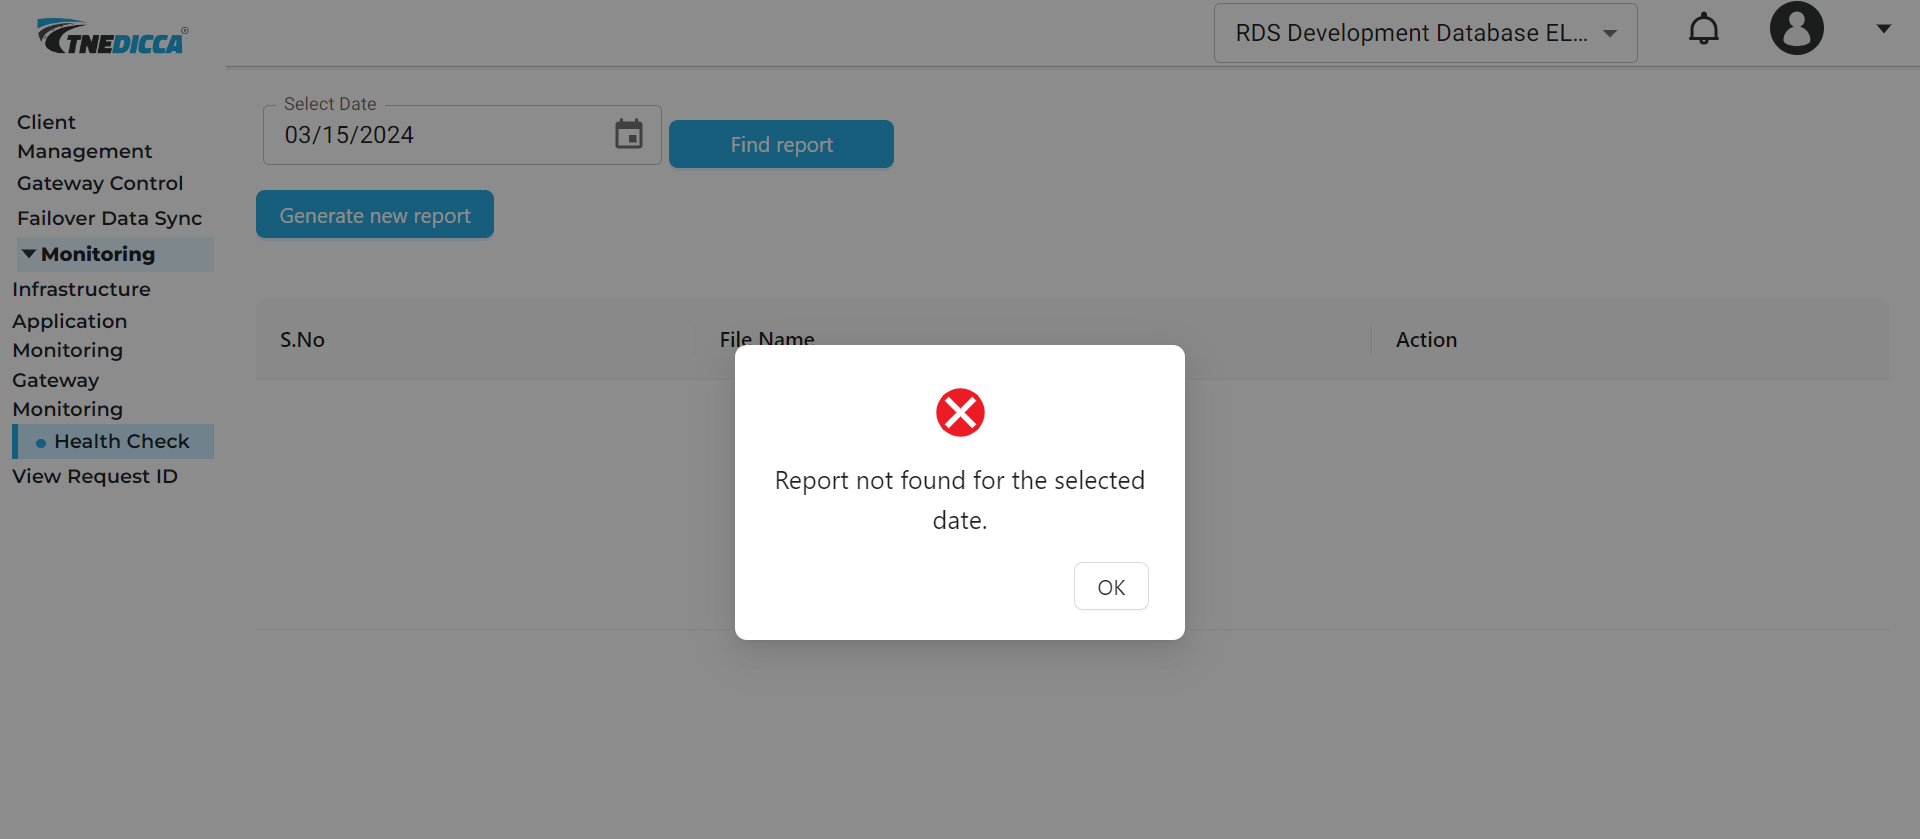 TNEDICCA®
RDS Development Database EL...
Select Date
03/15/2024
Find report
Generate new report
Client
Management
Gateway Control
Failover Data Sync
Monitoring
Infrastructure
Application
Monitoring
Gateway
Monitoring
Health Check
View Request ID
S.No
File Name
Action
Report not found for the selected
date.
OK